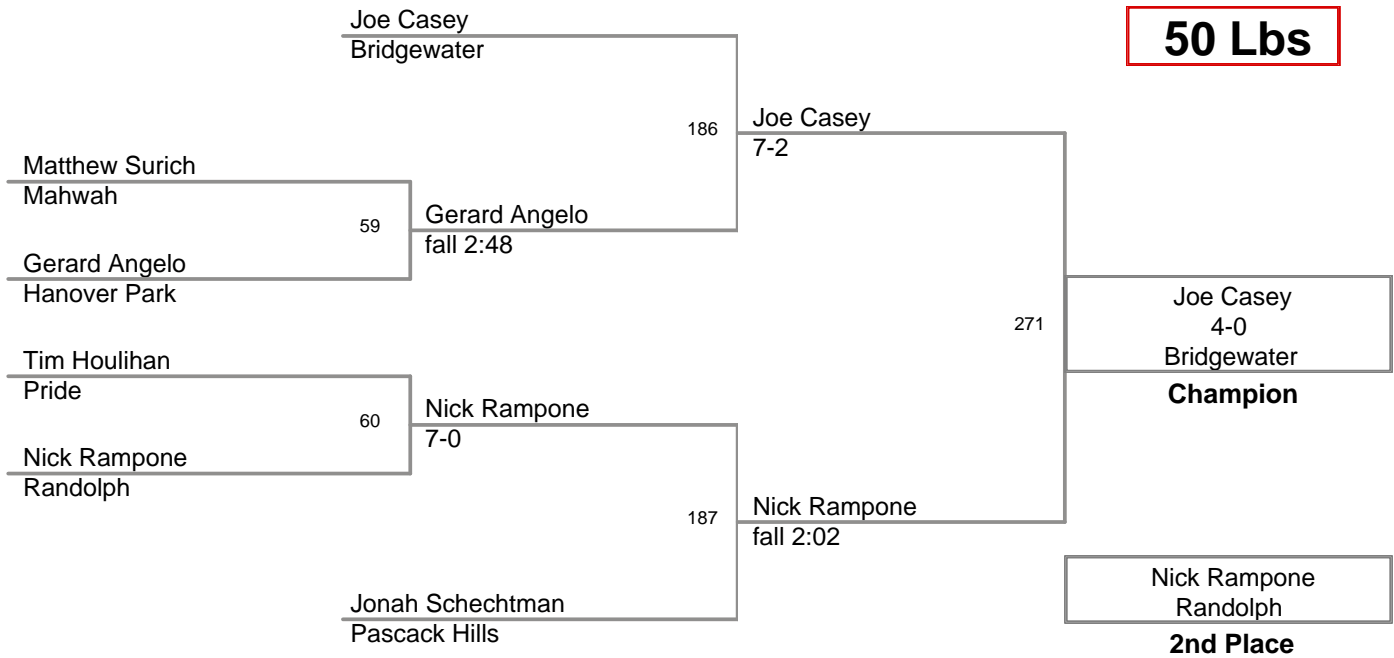 Joe Casey
Bridgewater
50 Lbs
186
Joe Casey
7-2
Matthew Surich
Mahwah
59
Gerard Angelo
fall 2:48
Gerard Angelo
Hanover Park
271
Joe Casey
4-0
Bridgewater
Champion
Tim Houlihan
Pride
60
Nick Rampone
7-0
Nick Rampone
Randolph
187
Nick Rampone
fall 2:02
Jonah Schechtman
Pascack Hills
Nick Rampone
Randolph
2nd Place